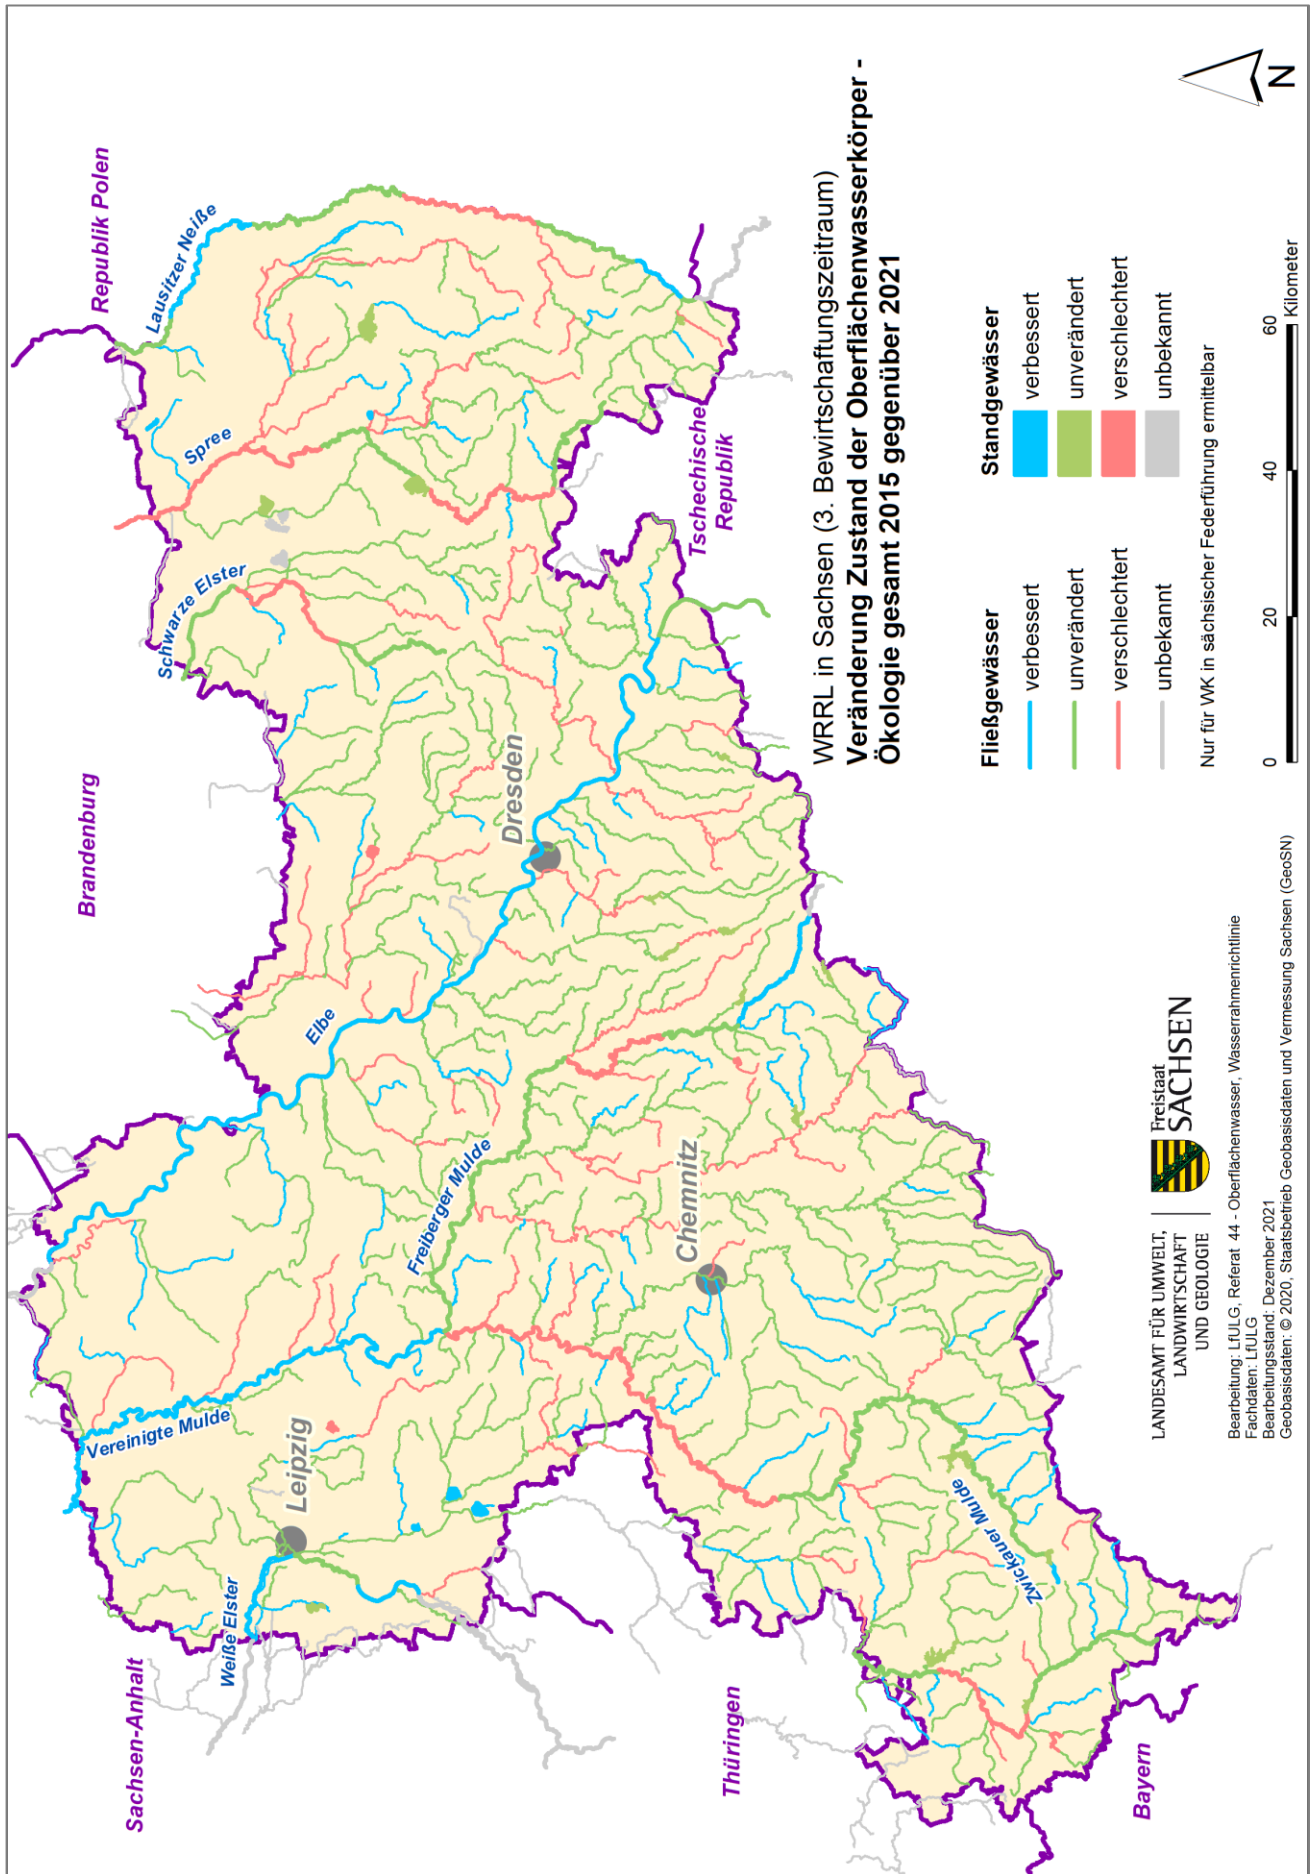 Sachsen-Anhalt
Brandenburg
Republik Polen
Lausitzer Neiße
Weiße Elster
Vereinigte Mulde
Schwarze Elster
Spree
Elbe
Leipzig
Freiberger Mulde
Dresden
Chemnitz
Tschechische
Republik
Thüringen
Zwickauer Mulde
Bayern
WRRL in Sachsen (3. Bewirtschaftungszeitraum)
Veränderung Zustand der Oberflächenwasserkörper -
Ökologie gesamt 2015 gegenüber 2021
Fließgewässer
verbessert
unverändert
verschlechtert
unbekannt
Standgewässer
verbessert
unverändert
verschlechtert
unbekannt
Nur für WK in sächsischer Federführung ermittelbar
0 20 40 60
Kilometer
N
LANDESAMT FÜR UMWELT,
LANDWIRTSCHAFT
UND GEOLOGIE
Freistaat
SACHSEN
Bearbeitung: LfULG, Referat 44 - Oberflächenwasser, Wasserrahmenrichtlinie
Fachdaten: LfULG
Bearbeitungsstand: Dezember 2021
Geobasisdaten: © 2020, Staatsbetrieb Geobasisdaten und Vermessung Sachsen (GeoSN)